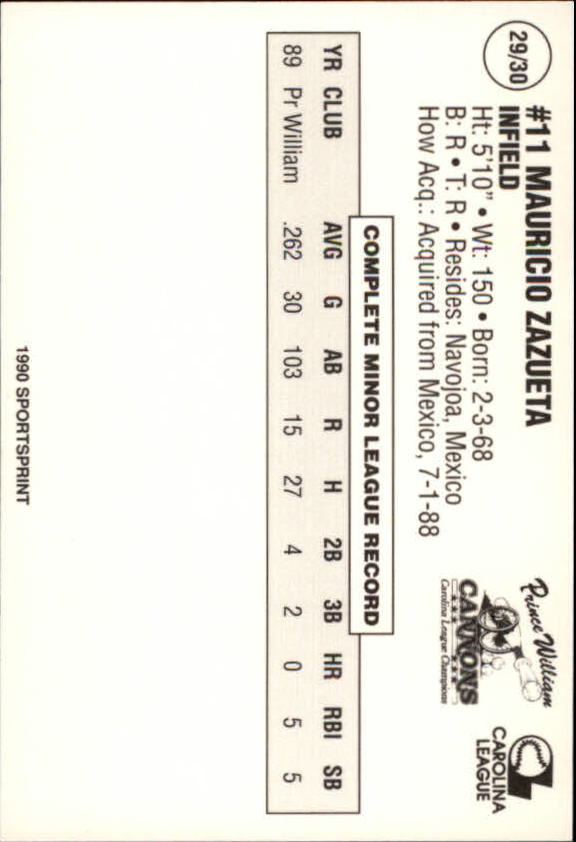 29/30
#11 MAURICIO ZAZUETA
INFIELD
Ht: 5'10" • Wt: 150 • Born: 2-3-68
B: R • T: R • Resides: Navojoa, Mexico
How Acq.: Acquired from Mexico, 7-1-88
Prince William
CANNONS
Carolina League Champions
CAROLINA
LEAGUE
COMPLETE MINOR LEAGUE RECORD
YR CLUB AVG G AB R H 2B 3B HR RBI SB
89 Pr William .262 30 103 15 27 4 2 0 5 5
1990 SPORTSPRINT